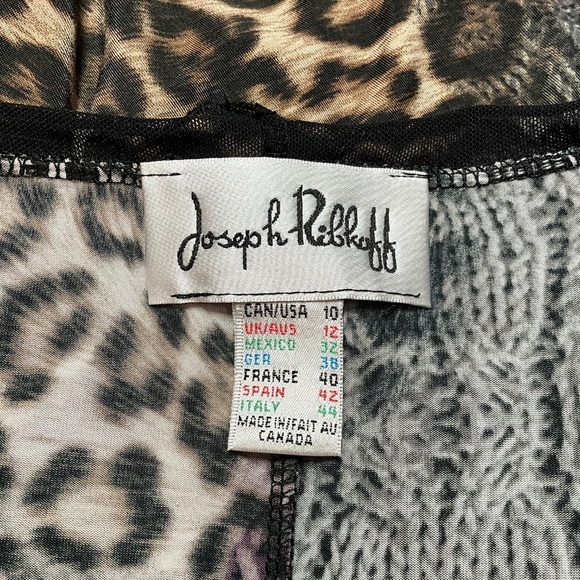 Joseph Ribkoff
CAN/USA 10
UK/AUS 12
MEXICO 32
GER 38
FRANCE 40
SPAIN 42
ITALY 44
MADE IN/FAIT AU
CANADA